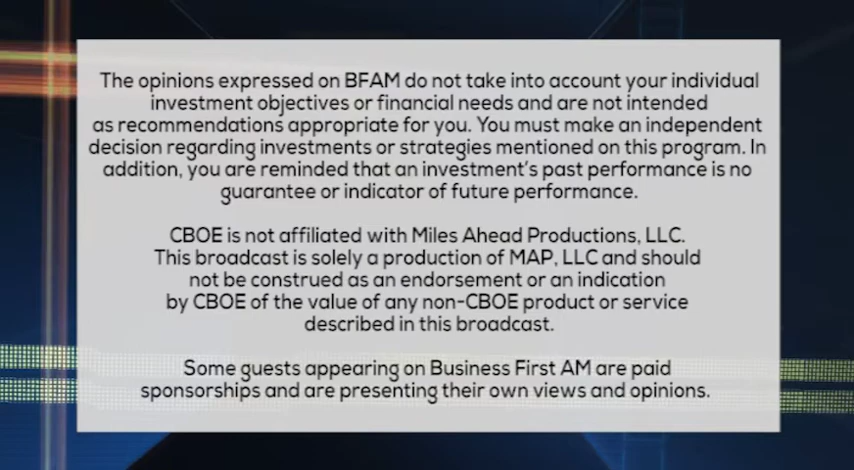 The opinions expressed on BFAM do not take into account your individual
investment objectives or financial needs and are not intended
as recommendations appropriate for you. You must make an independent
decision regarding investments or strategies mentioned on this program. In
addition, you are reminded that an investment's past performance is no
guarantee or indicator of future performance.
CBOE is not affiliated with Miles Ahead Productions, LLC.
This broadcast is solely a production of MAP, LLC and should
not be construed as an endorsement or an indication
by CBOE of the value of any non-CBOE product or service
described in this broadcast.
Some guests appearing on Business First AM are paid
sponsorships and are presenting their own views and opinions.